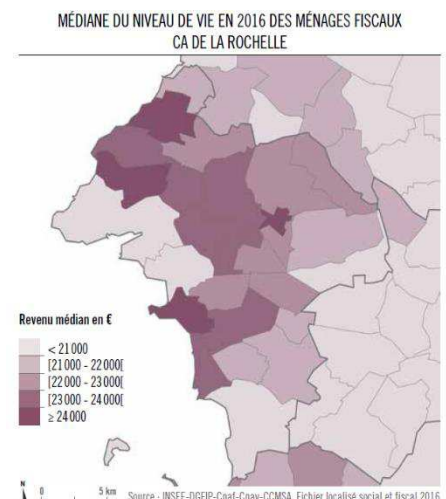 MÉDIANE DU NIVEAU DE VIE EN 2016 DES MÉNAGES FISCAUX
CA DE LA ROCHELLE
Revenu médian en €
< 21 000
[21 000 - 22 000[
[22 000 - 23 000[
[23 000 - 24 000[
≥ 24 000
N
0 5 km
Source - INSEE-DGFIP-Cnaf-Cnav-CCMSA, Fichier localisé social et fiscal 2016